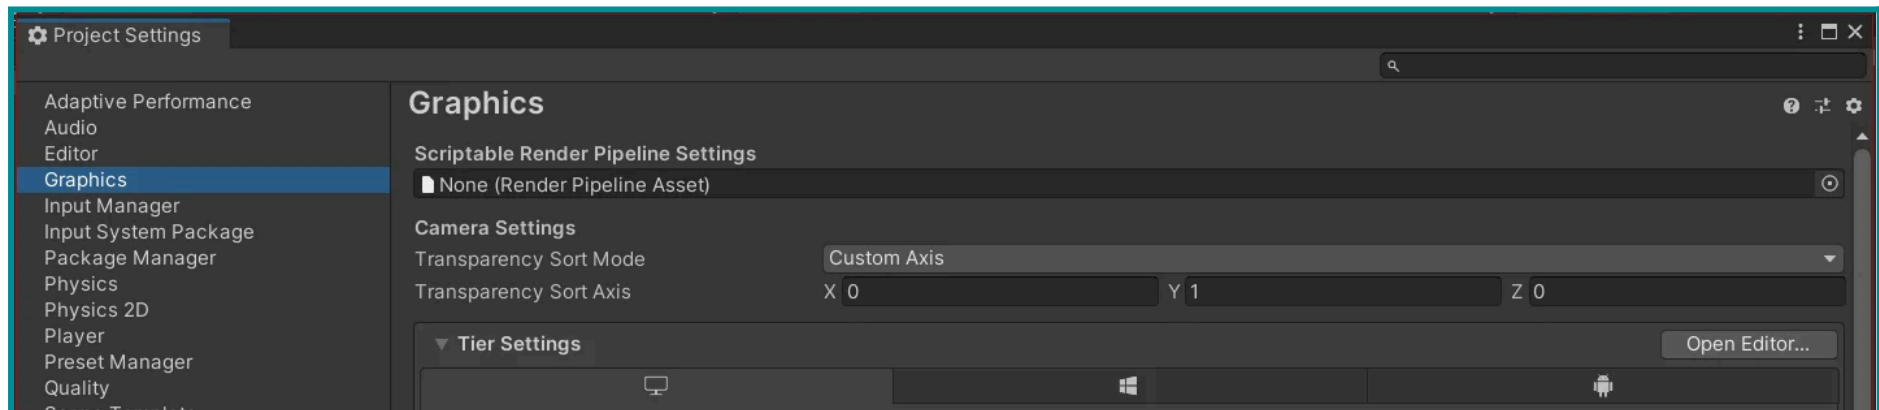 Project Settings
Adaptive Performance
Audio
Editor
Graphics
Input Manager
Input System Package
Package Manager
Physics
Physics 2D
Player
Preset Manager
Quality
Graphics
Scriptable Render Pipeline Settings
None (Render Pipeline Asset)
Camera Settings
Transparency Sort Mode Custom Axis
Transparency Sort Axis X 0 Y 1 Z 0
Tier Settings Open Editor...